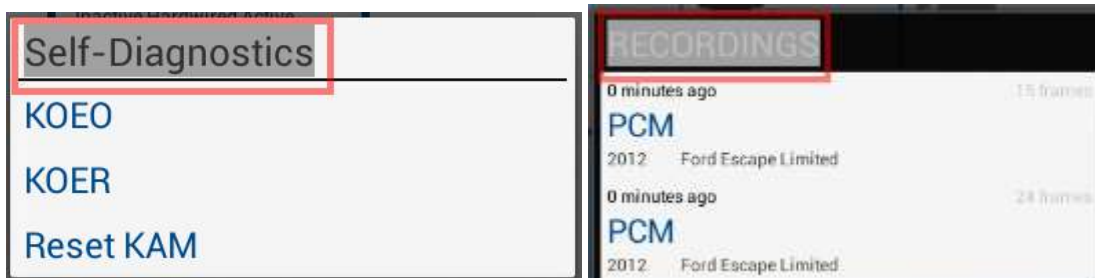 Self-Diagnostics
KOEO
KOER
Reset KAM
RECORDINGS
0 minutes ago 15 frames
PCM
2012 Ford Escape Limited
0 minutes ago 24 frames
PCM
2012 Ford Escape Limited